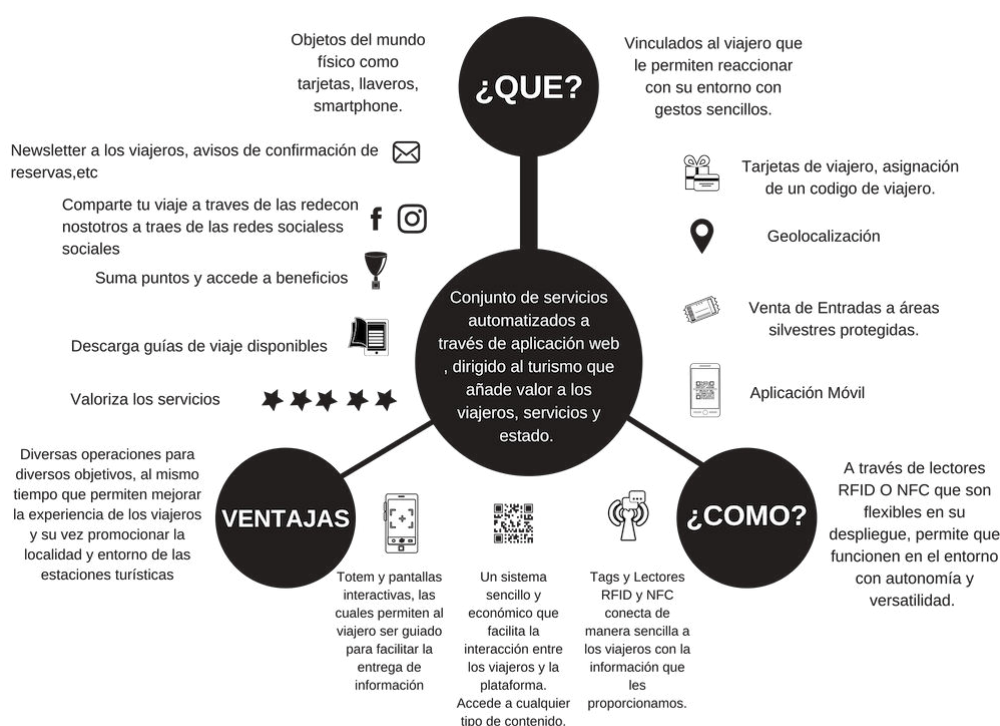 Objetos del mundo
físico como
tarjetas, llaveros,
smartphone.
¿QUE?
Vinculados al viajero que
le permiten reaccionar
con su entorno con
gestos sencillos.
Newsletter a los viajeros, avisos de confirmación de
reservas,etc
Comparte tu viaje a traves de las redecon
nostotros a traes de las redes socialess
sociales
Suma puntos y accede a beneficios
Descarga guías de viaje disponibles
Valoriza los servicios
Tarjetas de viajero, asignación
de un codigo de viajero.
Geolocalización
Venta de Entradas a áreas
silvestres protegidas.
Aplicación Móvil
Conjunto de servicios
automatizados a
través de aplicación web
, dirigido al turismo que
añade valor a los
viajeros, servicios y
estado.
Diversas operaciones para
diversos objetivos, al mismo
tiempo que permiten mejorar
la experiencia de los viajeros
y su vez promocionar la
localidad y entorno de las
estaciones turísticas
VENTAJAS
Totem y pantallas
interactivas, las
cuales permiten al
viajero ser guiado
para facilitar la
entrega de
información
Un sistema
sencillo y
económico que
facilita la
interacción entre
los viajeros y la
plataforma.
Accede a cualquier
tipo de contenido.
Tags y Lectores
RFID y NFC
conecta de
manera sencilla a
los viajeros con la
información que
les
proporcionamos.
¿COMO?
A través de lectores
RFID O NFC que son
flexibles en su
despliegue, permite que
funcionen en el entorno
con autonomía y
versatilidad.